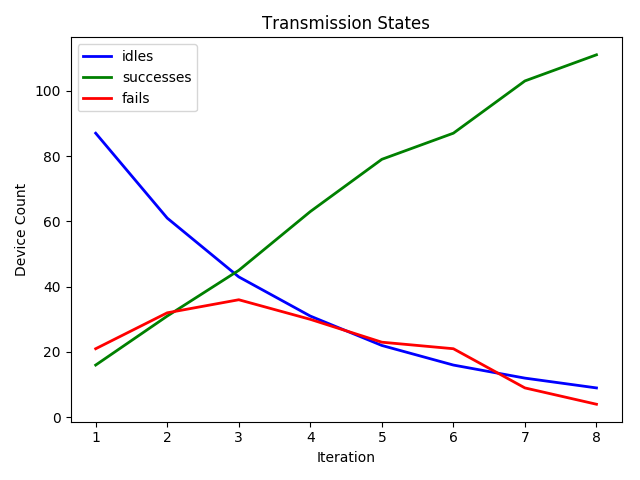 Transmission States
idles
successes
fails
Device Count
100
80
60
40
20
0
1 2 3 4 5 6 7 8
Iteration